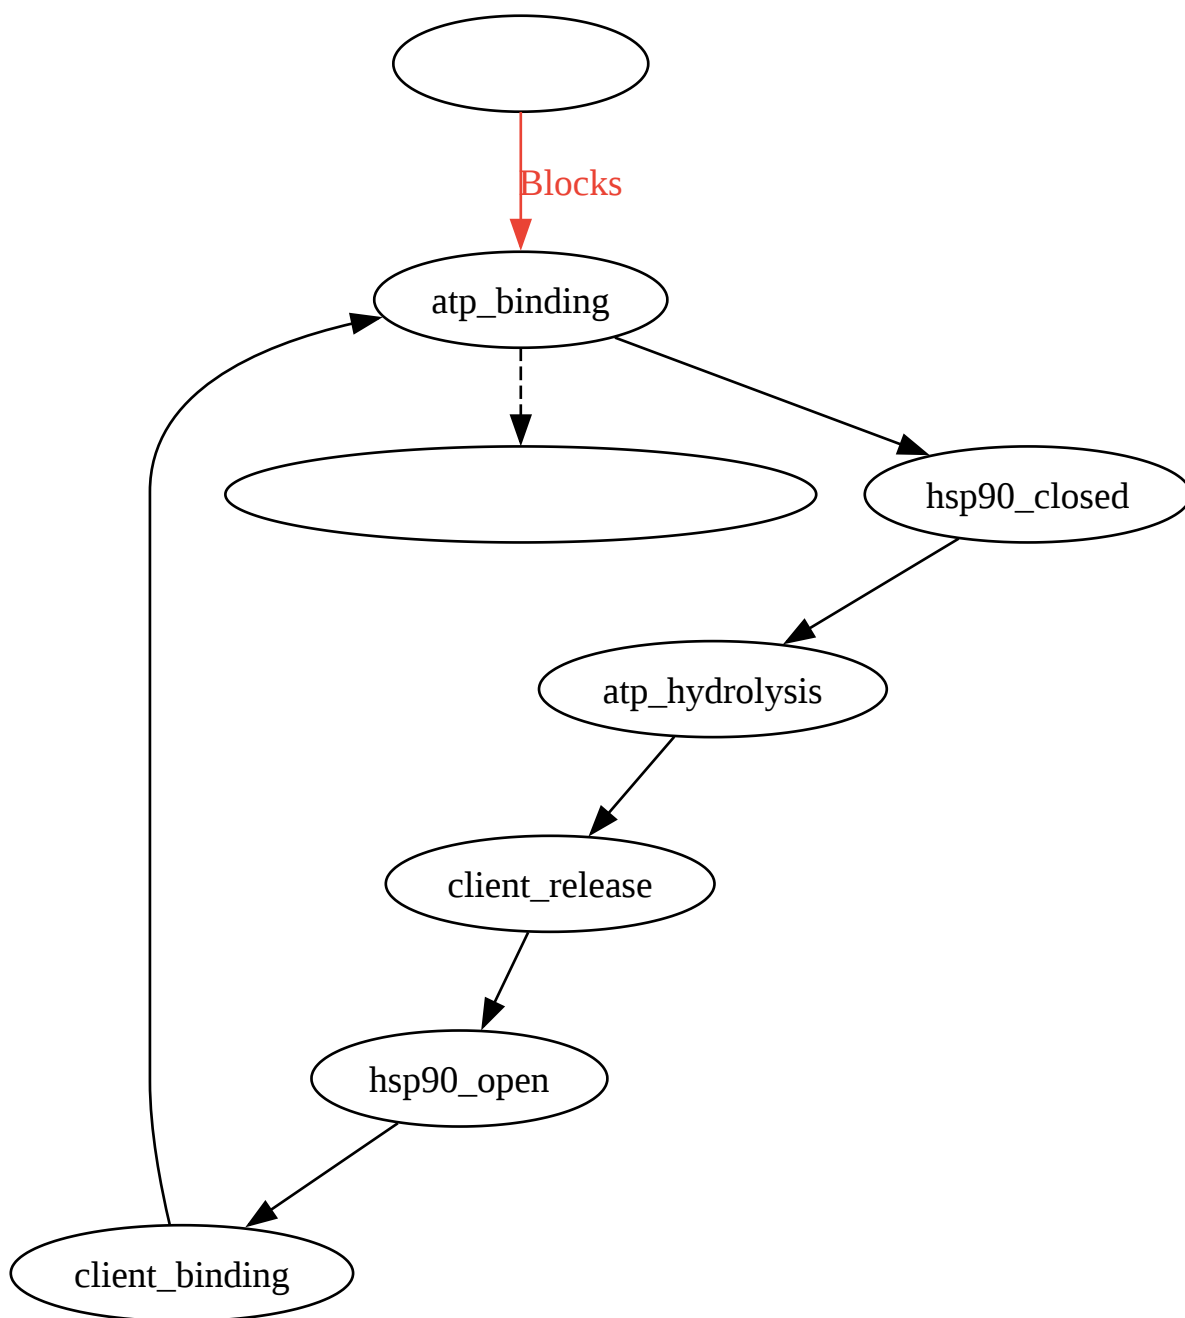 Blocks
atp_binding
hsp90_closed
atp_hydrolysis
client_release
hsp90_open
client_binding